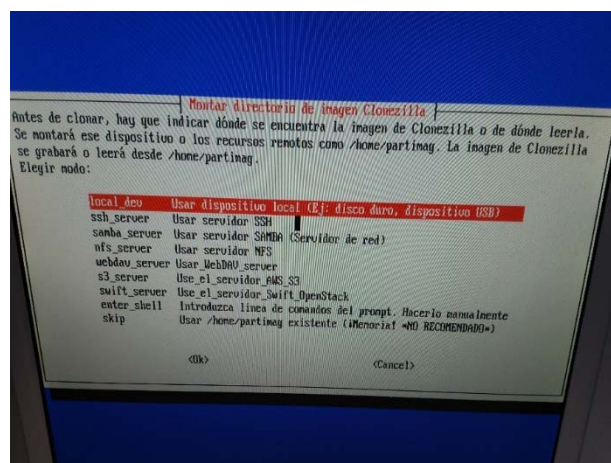 Montar directorio de imagen Clonezilla
Antes de clonar, hay que indicar dónde se encuentra la imagen de Clonezilla o de dónde leerla.
Se montará ese dispositivo o los recursos remotos como /home/partimag. La imagen de Clonezilla
se grabará o leerá desde /home/partimag.
Elegir modo:
local_dev Usar dispositivo local (Ej: disco duro, dispositivo USB)
ssh_server Usar servidor SSH
samba_server Usar servidor SAMBA (Servidor de red)
nfs_server Usar servidor NFS
webdav_server Usar_WebDAV_server
s3_server Use_el_servidor_AWS_S3
swift_server Use_el_servidor_Swift_OpenStack
enter_shell Introduzca línea de comandos del prompt. Hacerlo manualmente
skip Usar /home/partimag existente (¡Memoria! *NO RECOMENDADO*)
<Ok> <Cancel>